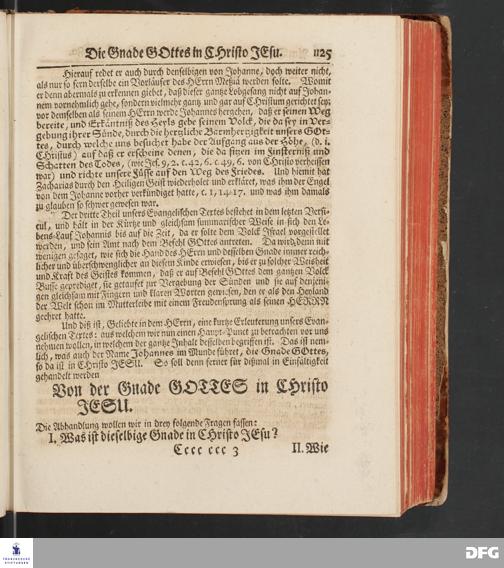 Die Gnade GOttes in CHristo JEsu. 1125
Hierauf redet er auch durch denselbigen von Johanne, doch weiter nicht,
als nur so fern derselbe ein Vorläufer des HErrn Meßiä werden solte. Womit
er denn abermals zu erkennen giebet, daß dieser gantze Lobgesang nicht auf Johan-
nem vornehmlich gehe, sondern vielmehr gantz und gar auf Christum gerichtet sey;
vor demselben als seinem HErrn werde Johannes hergehen, daß er seinen Weg
bereite, und Erkäntniß des Heyls gebe seinem Volck, die da sey in Ver-
gebung ihrer Sünde, durch die hertzliche Barmhertzigkeit unsers GOt-
tes, durch welche uns besuchet habe der Aufgang aus der Höhe, (d. i.
CHristus) auf daß er erscheine denen, die da sitzen im Finsterniß und
Schatten des Todes, (wie Jes. 9, 2. c. 42, 6. c. 49, 6. von CHristo verheissen
war) und richte unsere Füsse auf den Weg des Friedes. Und hiemit hat
Zacharias durch den Heiligen Geist wiederholet und erkläret, was ihm der Engel
von dem Johanne vorher verkündiget hatte, c. 1, 14-17. und was ihm damals
zu glauben so schwer gewesen war.
Der dritte Theil unsers Evangelischen Textes bestehet in dem letzten Versi-
cul, und hält in der Kürtze und gleichsam summarischer Weise in sich den Le-
bens-Lauf Johannis bis auf die Zeit, da er solte dem Volck Israel vorgestellet
werden, und sein Amt nach dem Befehl GOttes antreten. Da wird denn mit
wenigen gesaget, wie sich die Hand des HErrn und desselben Gnade immer reich-
licher und überschwenglicher an diesem Kinde erwiesen, bis er zu solcher Weisheit
und Kraft des Geistes kommen, daß er auf Befehl GOttes dem gantzen Volck
Busse geprediget, sie getaufet zur Vergebung der Sünden und sie auf denjeni-
gen gleichsam mit Fingern und klaren Worten gewiesen, den er als den Heyland
der Welt schon im Mutterleibe mit einem Freudensprung als seinen HERRN
geehret hatte.
Und diß ist, Geliebte in dem HErrn, eine kurtze Erleuterung unsers Evan-
gelischen Textes: aus welchem wir nun einen Haupt-Punct zu betrachten vor uns
nehmen wollen, in welchem der gantze Inhalt desselben begriffen ist. Das ist nem-
lich, was auch der Name Johannes im Munde führet, die Gnade GOttes,
so da ist in CHristo JESU. So soll denn ferner für dißmal in Einfältigkeit
gehandelt werden
Von der Gnade GOTTES in CHristo
JESU.
Die Abhandlung wollen wir in drey folgende Fragen fassen:
I. Was ist dieselbige Gnade in CHristo JEsu?
Cccc ccc 3 II. Wie
FRANCKESCHE STIFTUNGEN
DFG